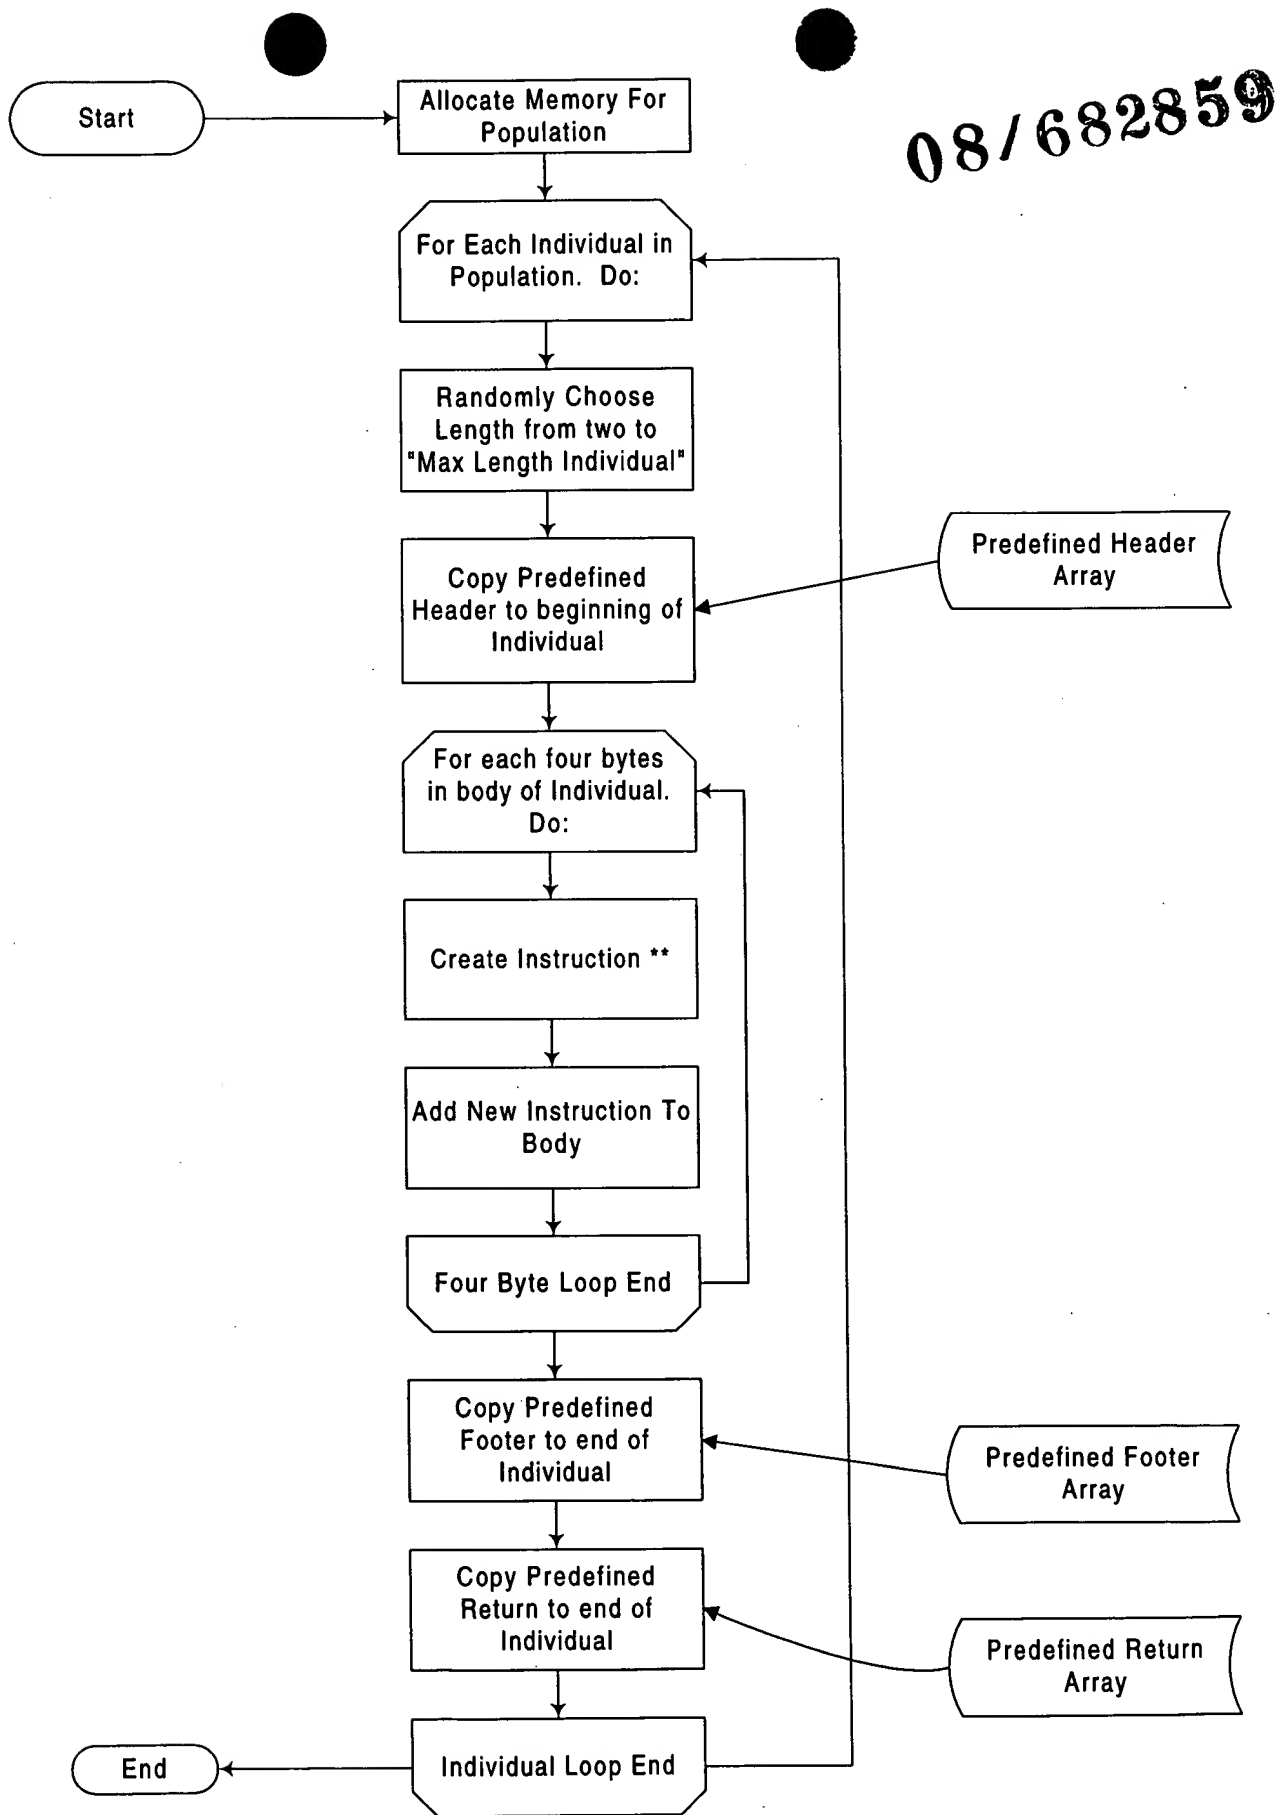 08/682859
Start
Allocate Memory For
Population
For Each Individual in
Population. Do:
Randomly Choose
Length from two to
"Max Length Individual"
Predefined Header
Array
Copy Predefined
Header to beginning of
Individual
For each four bytes
in body of Individual.
Do:
Create Instruction **
Add New Instruction To
Body
Four Byte Loop End
Copy Predefined
Footer to end of
Individual
Predefined Footer
Array
Copy Predefined
Return to end of
Individual
Predefined Return
Array
Individual Loop End
End